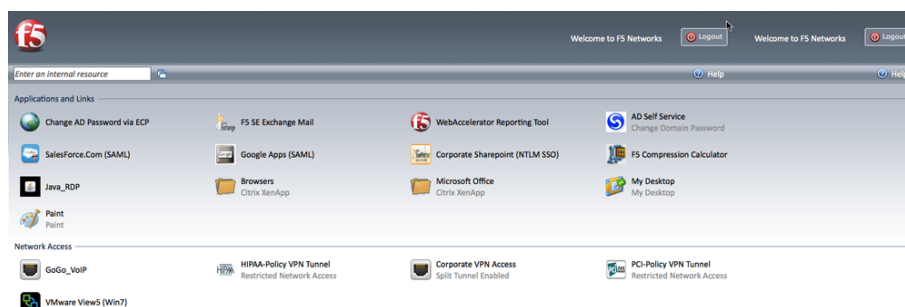 f5
Welcome to F5 Networks Logout Welcome to F5 Networks Logout
Enter an internal resource Help Help
Applications and Links
Change AD Password via ECP F5 SE Exchange Mail WebAccelerator Reporting Tool AD Self Service
Change Domain Password
SalesForce.Com (SAML) Google Apps (SAML) Corporate Sharepoint (NTLM SSO) F5 Compression Calculator
Java_RDP Browsers Microsoft Office My Desktop
Citrix XenApp Citrix XenApp My Desktop
Paint
Paint
Network Access
GoGo_VoIP HIPAA-Policy VPN Tunnel Corporate VPN Access PCI-Policy VPN Tunnel
Restricted Network Access Split Tunnel Enabled Restricted Network Access
VMware View5 (Win7)